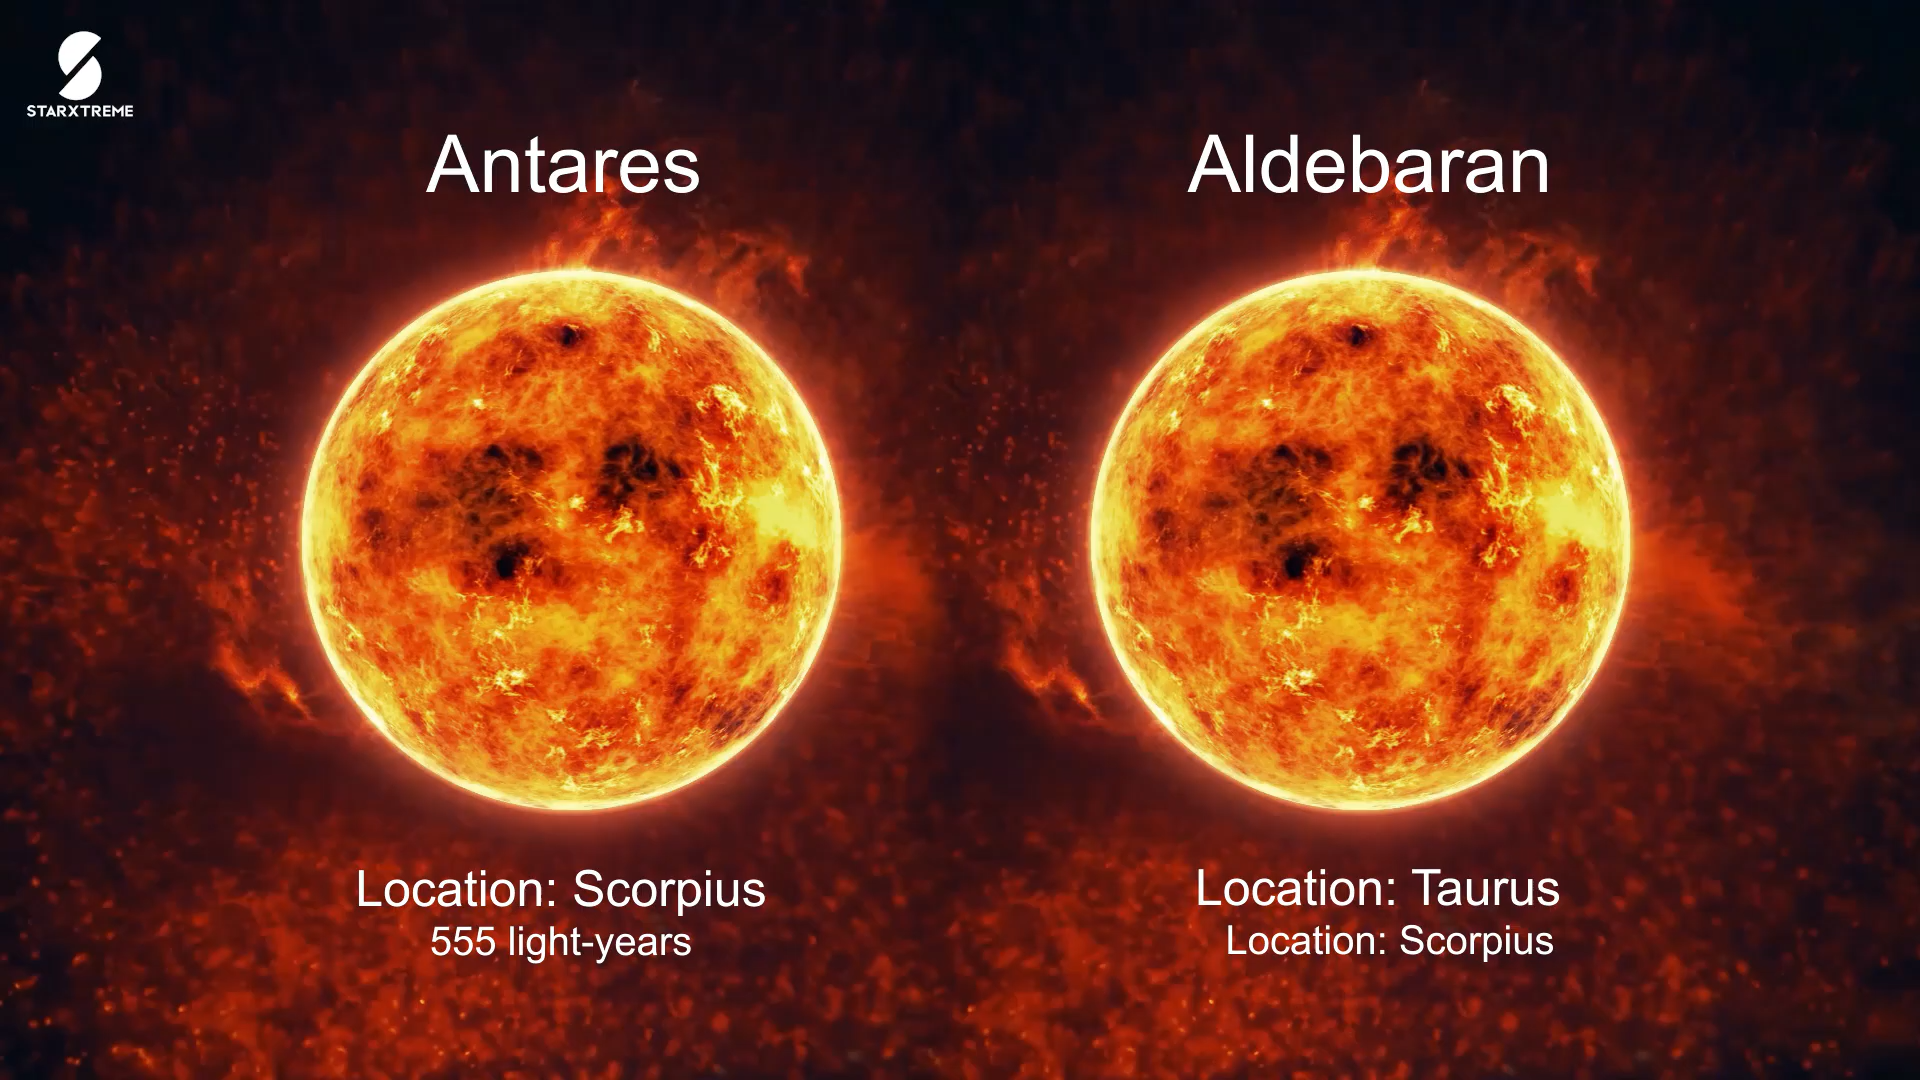 STARXTREME
Antares
Aldebaran
Location: Scorpius
555 light-years
Location: Taurus
Location: Scorpius